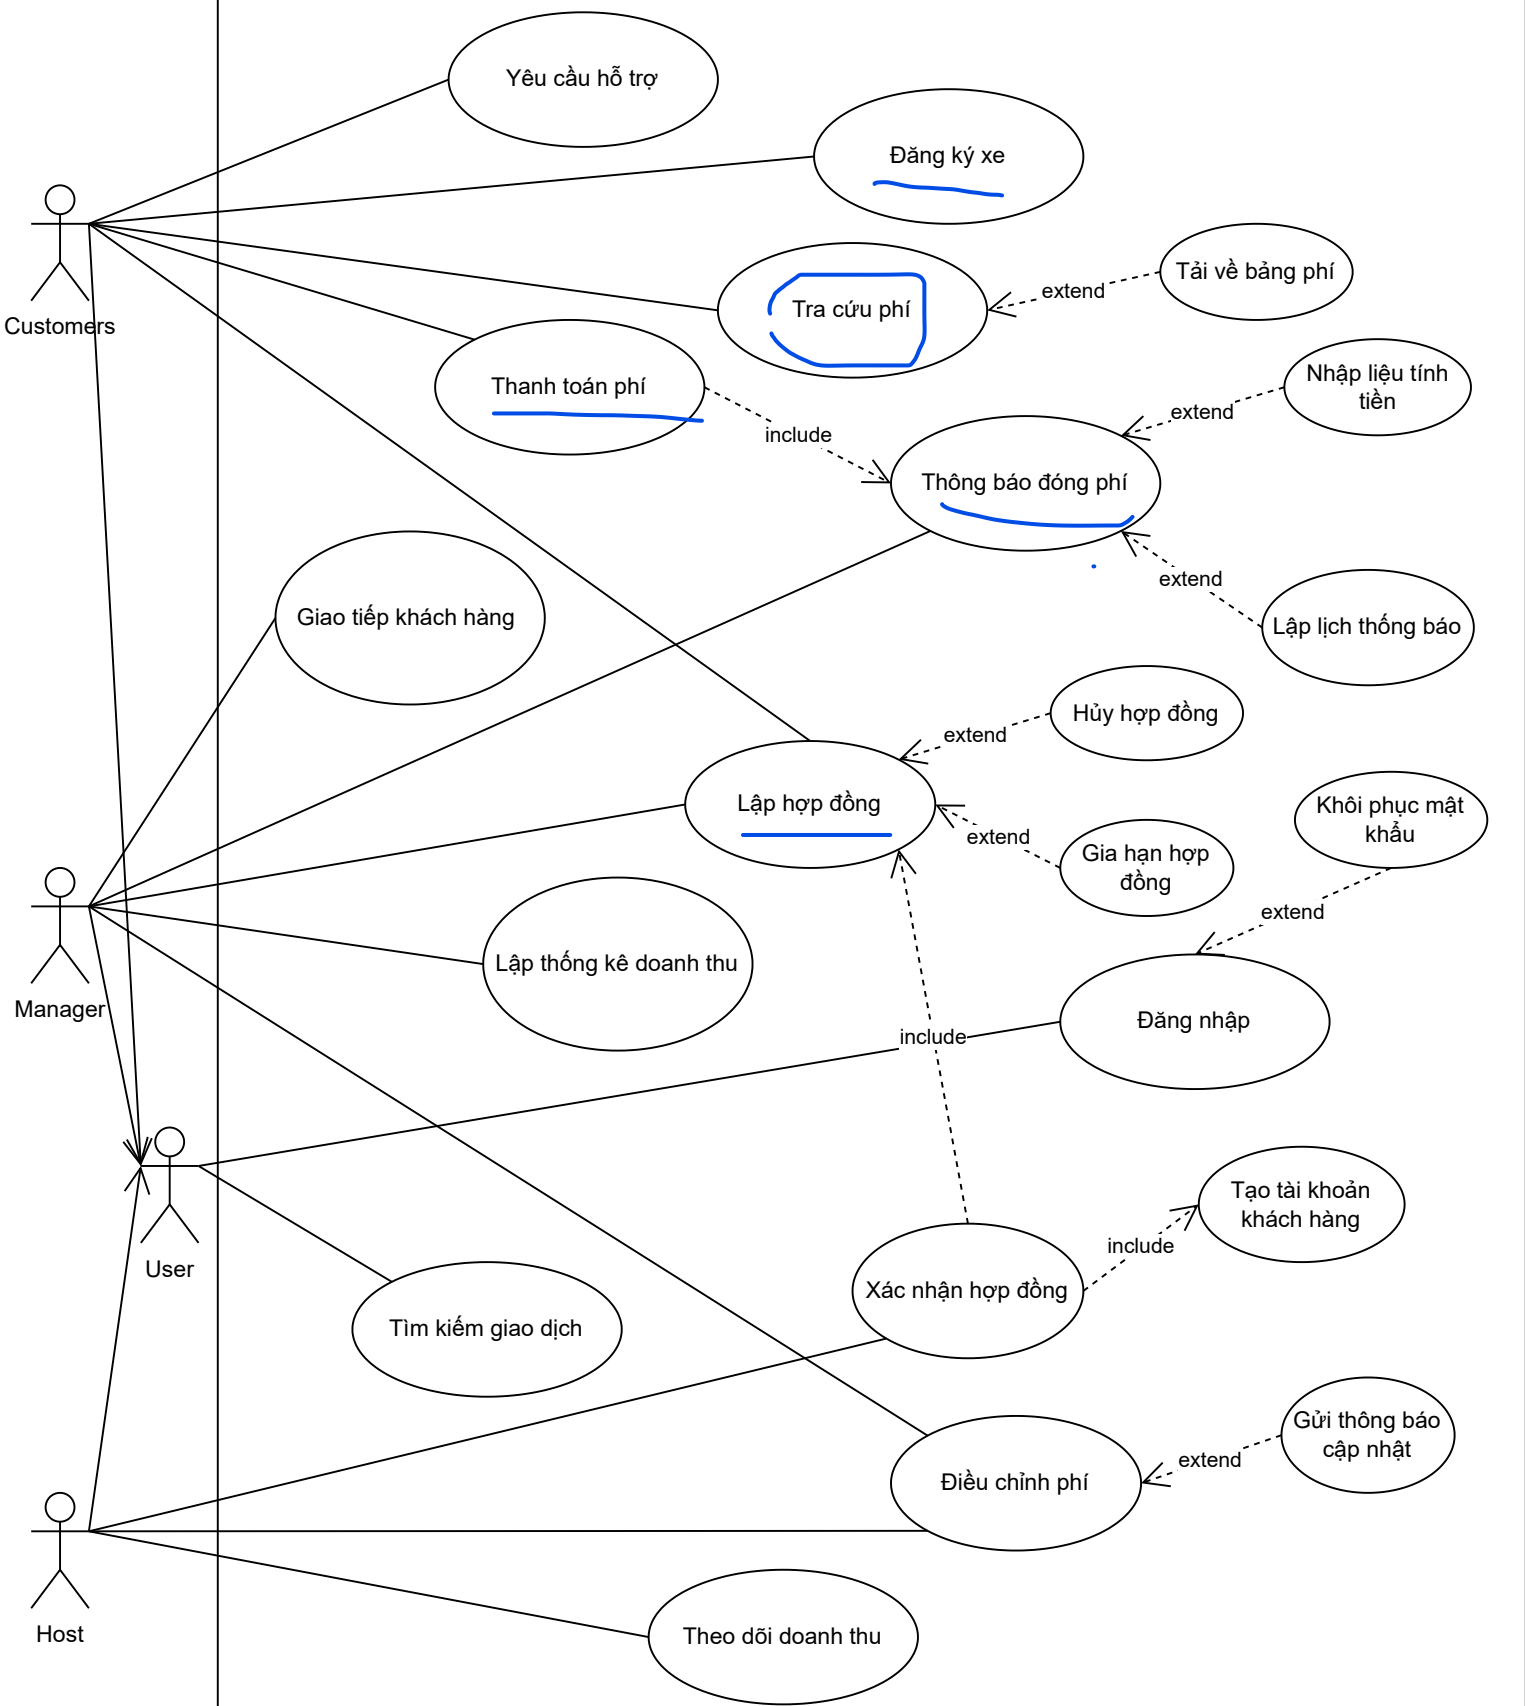 Yêu cầu hỗ trợ
Đăng ký xe
Customers
Tra cứu phí
extend
Tải về bảng phí
Thanh toán phí
include
Thông báo đóng phí
extend
Nhập liệu tính
tiền
extend
Lập lịch thống báo
Giao tiếp khách hàng
Lập hợp đồng
extend
Hủy hợp đồng
extend
Gia hạn hợp
đồng
Khôi phục mật
khẩu
extend
Manager
Lập thống kê doanh thu
include
Đăng nhập
User
Tìm kiếm giao dịch
Xác nhận hợp đồng
include
Tạo tài khoản
khách hàng
Điều chỉnh phí
extend
Gửi thông báo
cập nhật
Host
Theo dõi doanh thu